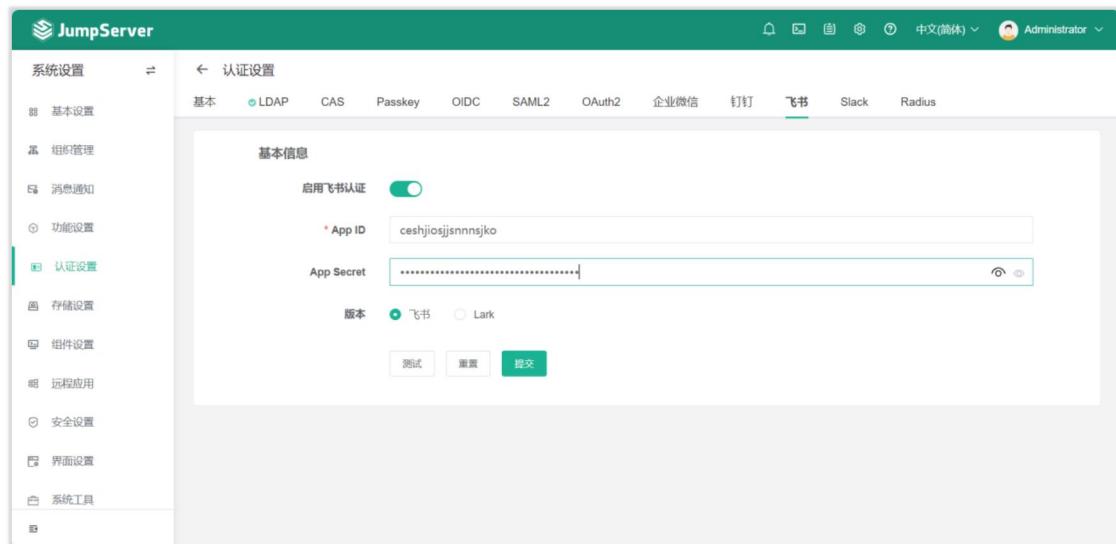 JumpServer
中文(简体)
Administrator
系统设置
认证设置
基本 LDAP CAS Passkey OIDC SAML2 OAuth2 企业微信 钉钉 飞书 Slack Radius
基本设置
组织管理
消息通知
功能设置
认证设置
存储设置
组件设置
远程应用
安全设置
界面设置
系统工具
基本信息
启用飞书认证
* App ID ceshjiosjjsnnnsjko
App Secret
版本 飞书 Lark
测试 重置 提交